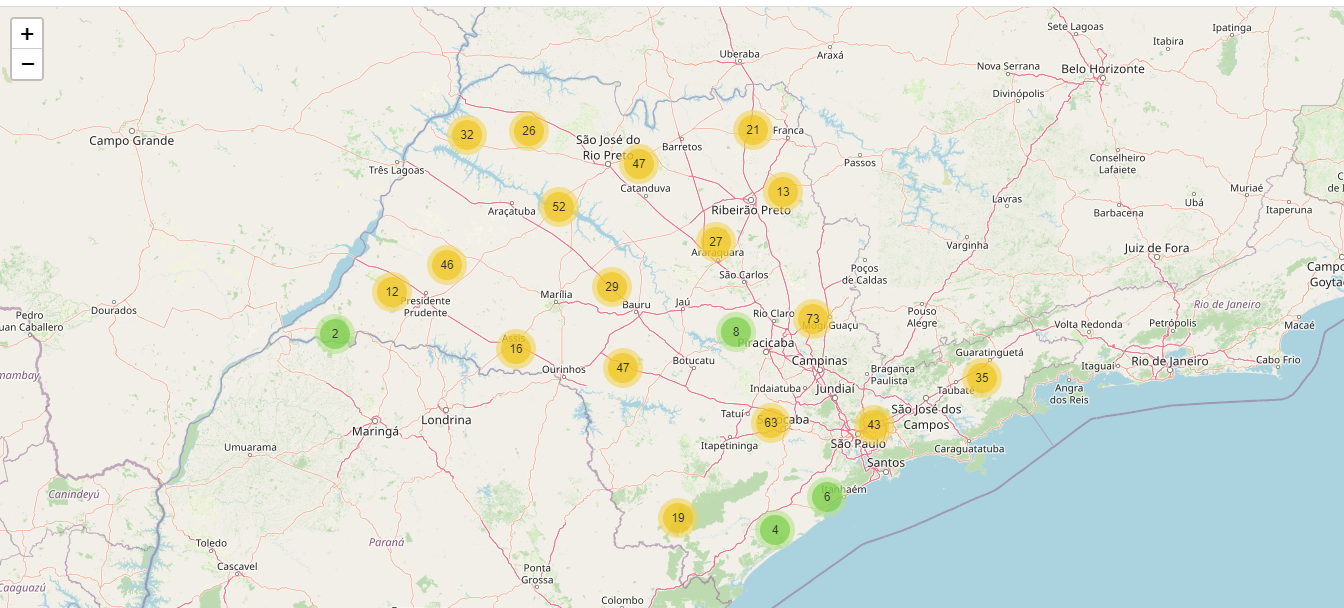 +
−
Sete Lagoas
Ipatinga
Itabira
Uberaba
Araxá
Nova Serrana
Belo Horizonte
Divinópolis
Campo Grande
32
26
São José do
Rio Preto
47
Barretos
21
Franca
Passos
Conselheiro
Lafaiete
Três Lagoas
Catanduva
13
Muriaé
Lavras
Ubá
Araçatuba
52
Ribeirão Preto
Barbacena
Itaperuna
27
Araraquara
Varginha
Juiz de Fora
46
São Carlos
Poços
de Caldas
Campo
Goyta
12
Presidente
Prudente
Marília
29
Bauru
Jaú
Rio Claro
73
Mogi Guaçu
Pouso
Alegre
Rio de Janeiro
Dourados
Pedro
uan Caballero
2
8
Piracicaba
Volta Redonda
Petrópolis
Macaé
Assis
16
Ourinhos
47
Botucatu
Campinas
Bragança
Paulista
Guaratinguetá
Itaguaí
Rio de Janeiro
Cabo Frio
mambay
Indaiatuba
Jundiaí
Taubaté
35
Angra
dos Reis
Londrina
Maringá
Tatuí
63
Sorocaba
43
São José dos
Campos
Umuarama
Itapetininga
São Paulo
Caraguatatuba
Santos
Canindeyú
6
Itanhaém
19
4
Toledo
Paraná
Cascavel
Ponta
Grossa
Caaguazú
Colombo